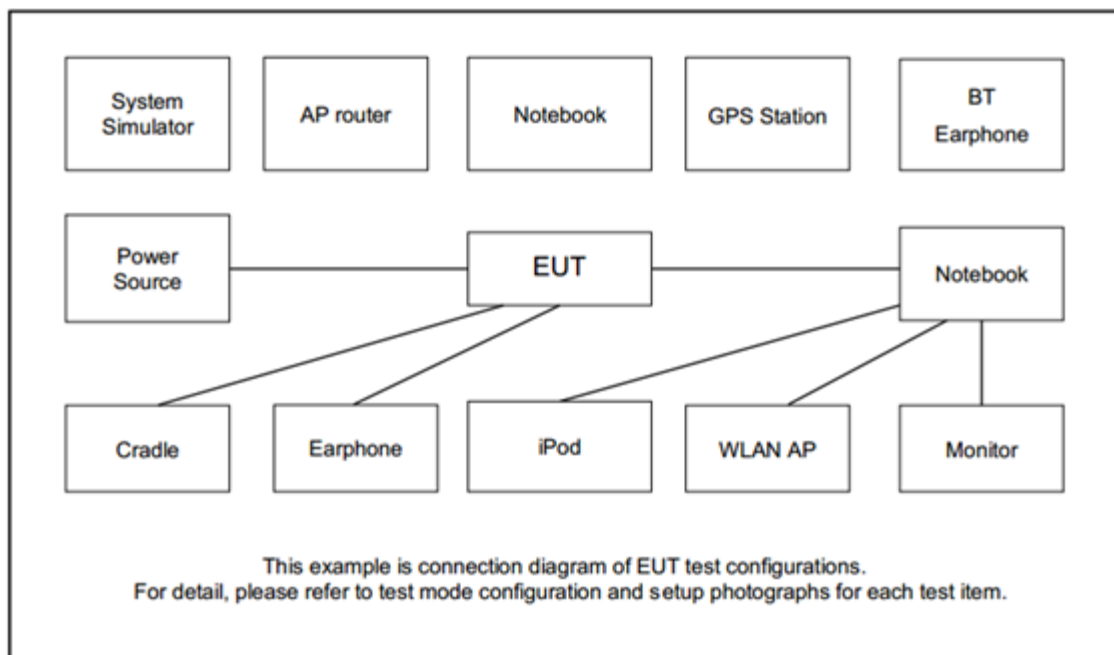 System
Simulator
AP router
Notebook
GPS Station
BT
Earphone
Power
Source
EUT
Notebook
Cradle
Earphone
iPod
WLAN AP
Monitor
This example is connection diagram of EUT test configurations.
For detail, please refer to test mode configuration and setup photographs for each test item.